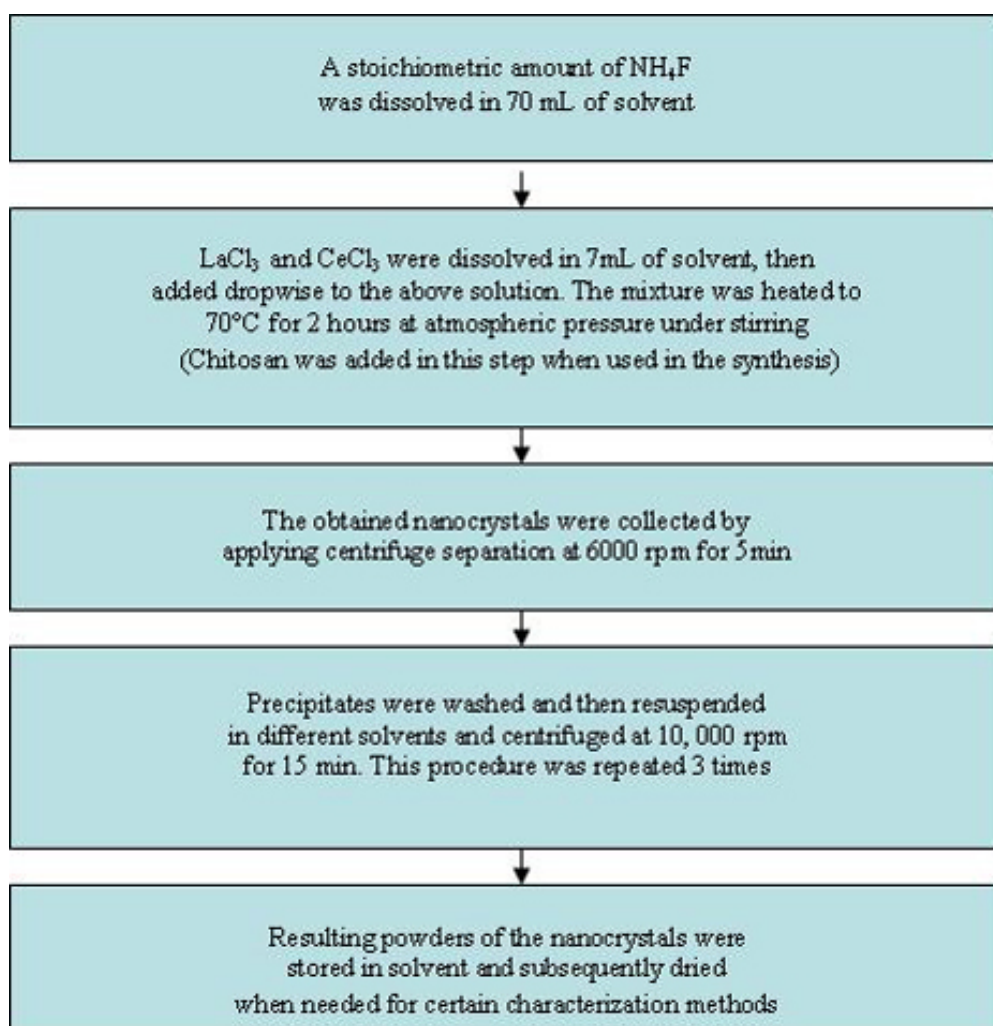 A stoichiometric amount of NH₄F
was dissolved in 70 mL of solvent
LaCl₃ and CeCl₃ were dissolved in 7mL of solvent, then
added dropwise to the above solution. The mixture was heated to
70°C for 2 hours at atmospheric pressure under stirring
(Chitosan was added in this step when used in the synthesis)
The obtained nanocrystals were collected by
applying centrifuge separation at 6000 rpm for 5min
Precipitates were washed and then resuspended
in different solvents and centrifuged at 10, 000 rpm
for 15 min. This procedure was repeated 3 times
Resulting powders of the nanocrystals were
stored in solvent and subsequently dried
when needed for certain characterization methods